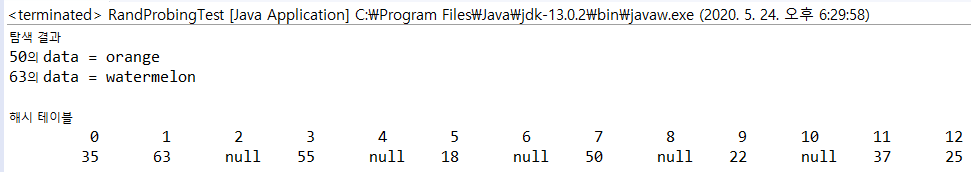 <terminated> RandProbingTest [Java Application] C:₩Program Files₩Java₩jdk-13.0.2₩bin₩javaw.exe (2020. 5. 24. 오후 6:29:58)
탐색 결과
50의 data = orange
63의 data = watermelon
해시 테이블
0 1 2 3 4 5 6 7 8 9 10 11 12
35 63 null 55 null 18 null 50 null 22 null 37 25